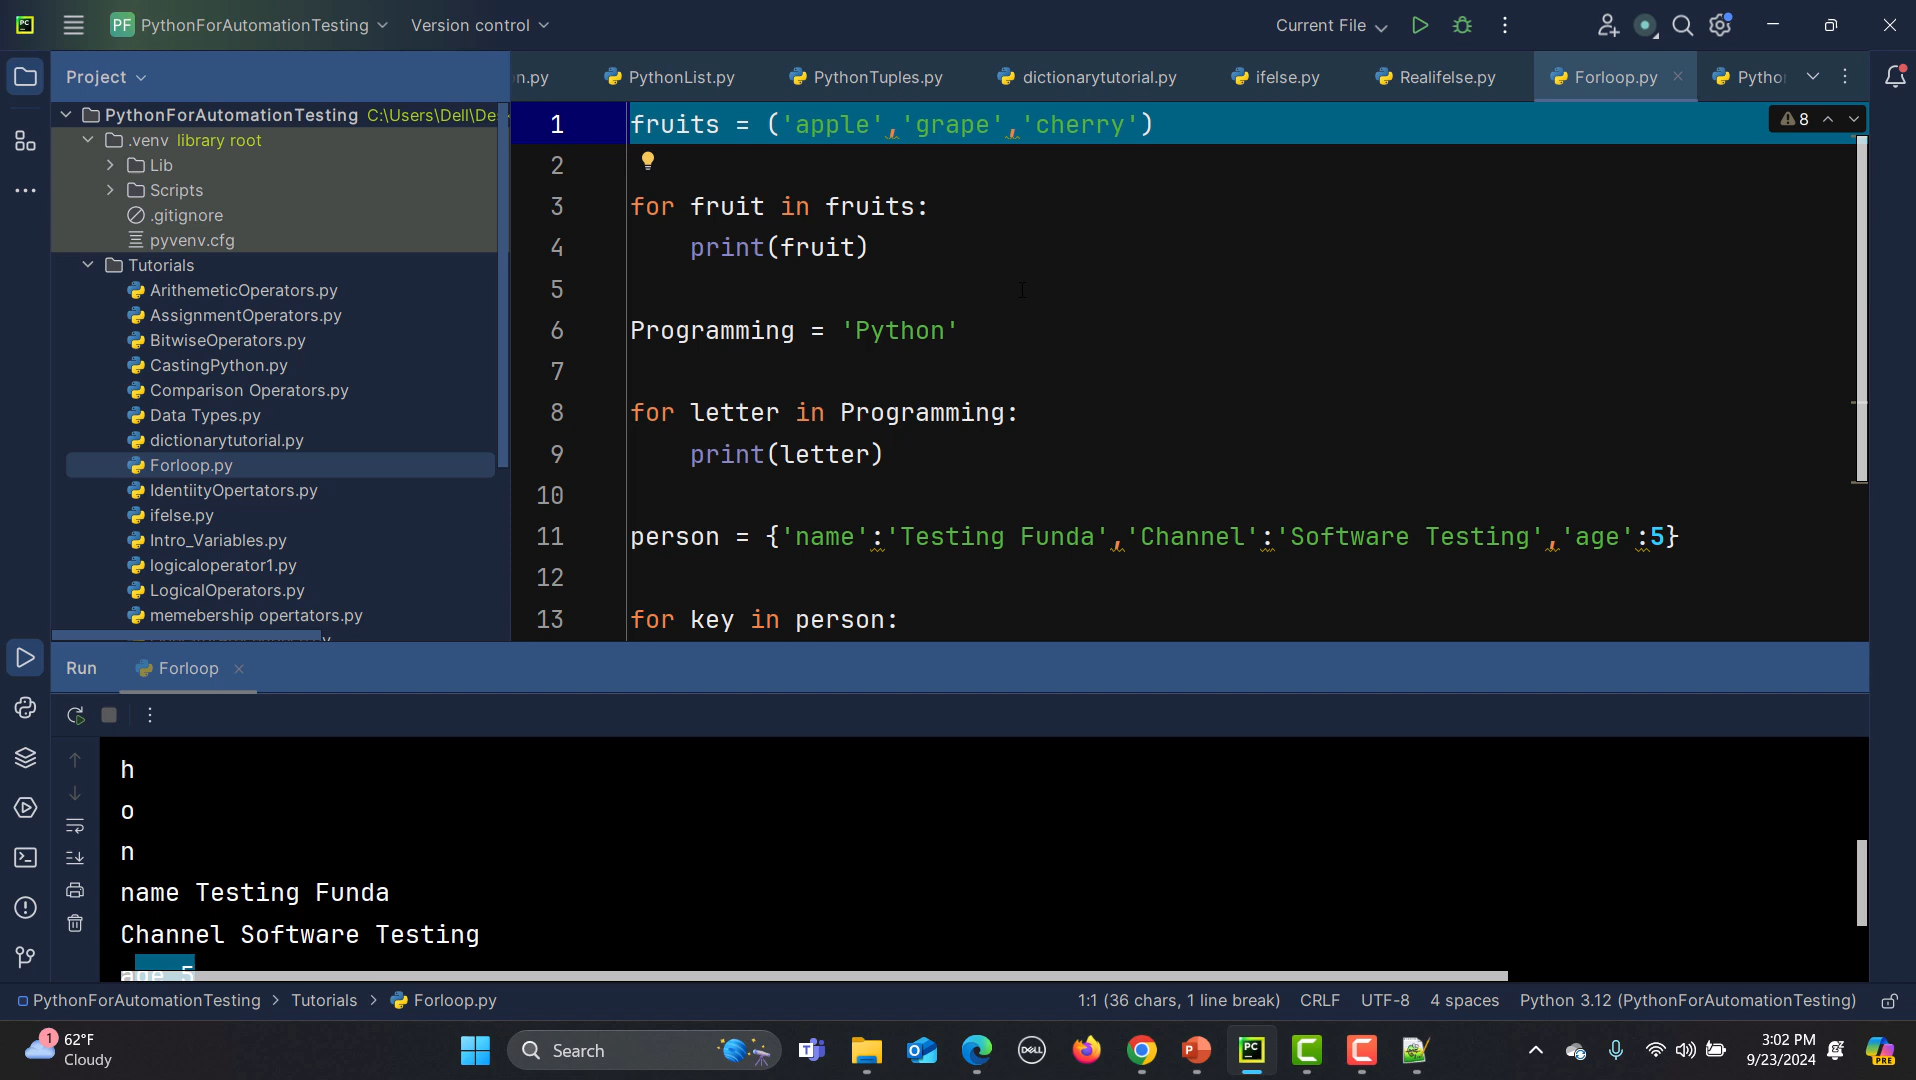 PF PythonForAutomationTesting Version control Current File
Project
n.py PythonList.py PythonTuples.py dictionarytutorial.py ifelse.py Realifelse.py Forloop.py
PythonForAutomationTesting C:\Users\Dell\De
.venv library root
Lib
Scripts
.gitignore
pyvenv.cfg
Tutorials
ArithemeticOperators.py
AssignmentOperators.py
BitwiseOperators.py
CastingPython.py
Comparison Operators.py
Data Types.py
dictionarytutorial.py
Forloop.py
IdentiityOpertators.py
ifelse.py
Intro_Variables.py
logicaloperator1.py
LogicalOperators.py
memebership opertators.py
8
1 fruits = ('apple','grape','cherry')
2
3 for fruit in fruits:
4 print(fruit)
5
6 Programming = 'Python'
7
8 for letter in Programming:
9 print(letter)
10
11 person = {'name':'Testing Funda','Channel':'Software Testing','age':5}
12
13 for key in person:
Run Forloop
h
o
n
name Testing Funda
Channel Software Testing
age 5
PythonForAutomationTesting > Tutorials > Forloop.py 1:1 (36 chars, 1 line break) CRLF UTF-8 4 spaces Python 3.12 (PythonForAutomationTesting)
1 62°F
Cloudy
Search
DELL
3:02 PM
9/23/2024
PRE